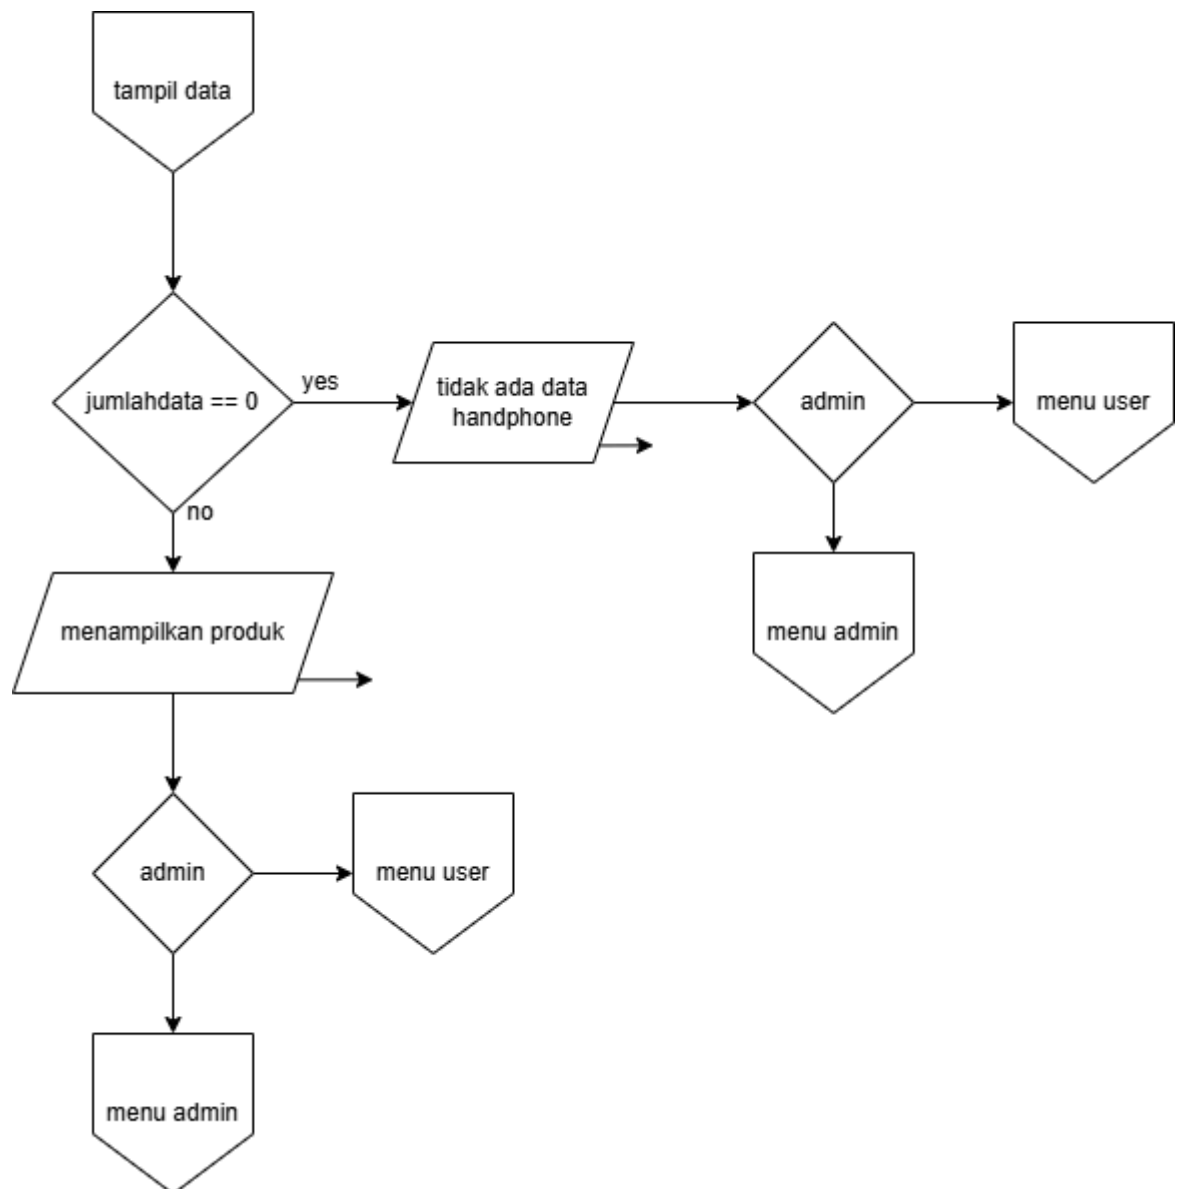 tampil data
jumlahdata == 0
yes
tidak ada data
handphone
admin
menu user
no
menu admin
menampilkan produk
admin
menu user
menu admin